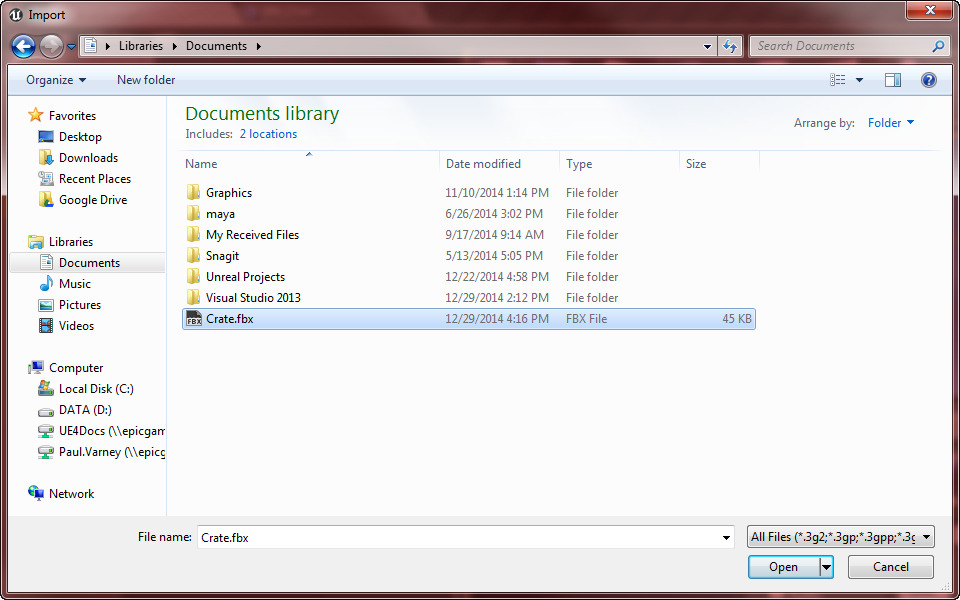 Import
Libraries Documents
Search Documents
Organize New folder
Favorites
Desktop
Downloads
Recent Places
Google Drive
Libraries
Documents
Music
Pictures
Videos
Computer
Local Disk (C:)
DATA (D:)
UE4Docs (\\epicgam
Paul.Varney (\\epicg
Network
Documents library
Includes: 2 locations
Arrange by: Folder
Name Date modified Type Size
Graphics 11/10/2014 1:14 PM File folder
maya 6/26/2014 3:02 PM File folder
My Received Files 9/17/2014 9:14 AM File folder
Snagit 5/13/2014 5:05 PM File folder
Unreal Projects 12/22/2014 4:58 PM File folder
Visual Studio 2013 12/29/2014 2:12 PM File folder
FBX Crate.fbx 12/29/2014 4:16 PM FBX File 45 KB
File name: Crate.fbx All Files (*.3g2;*.3gp;*.3gpp;*.3g
Open Cancel